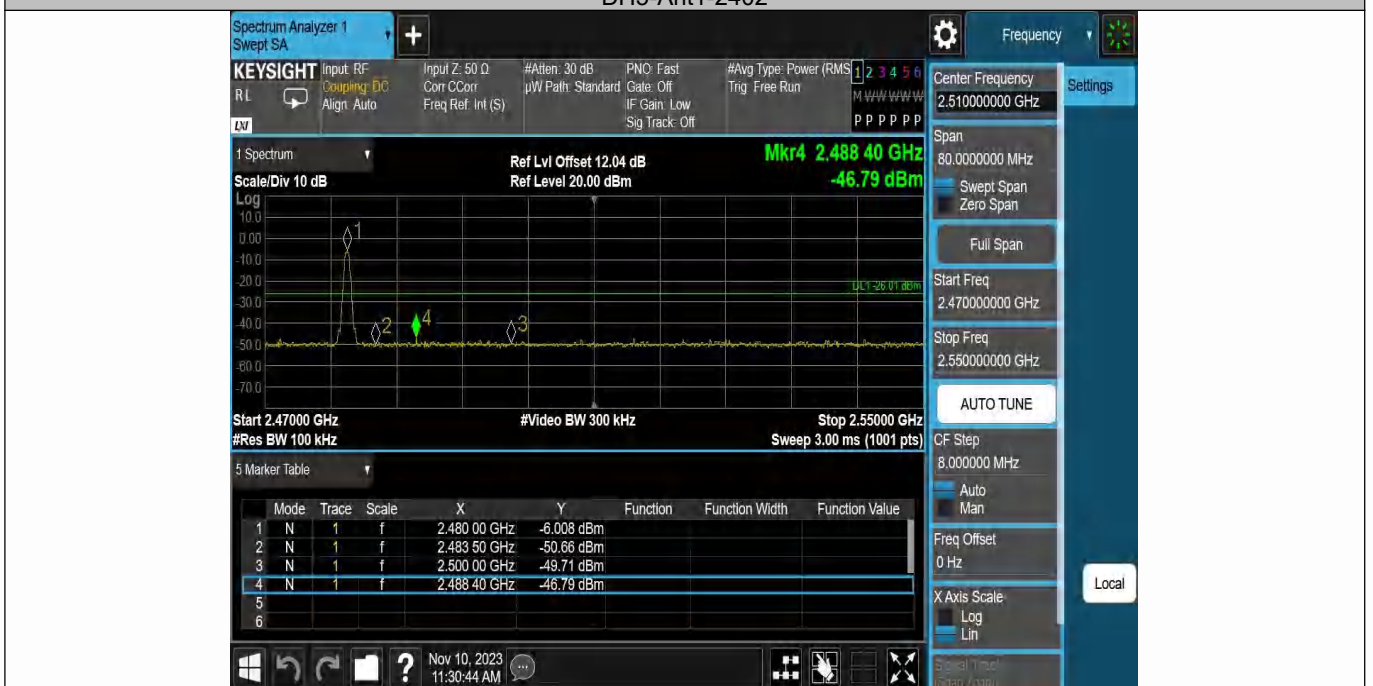 DH5-Ant1-2402
Spectrum Analyzer 1
Swept SA
+
Frequency
KEYSIGHT
RL
LXI
Input: RF
Coupling: DC
Align: Auto
Input Z: 50 Ω
Corr CCorr
Freq Ref: Int (S)
#Atten: 30 dB
µW Path: Standard
PNO: Fast
Gate: Off
IF Gain: Low
Sig Track: Off
#Avg Type: Power (RMS
Trig: Free Run
1 2 3 4 5 6
M W W W W W
P P P P P P
Settings
1 Spectrum
Scale/Div 10 dB
Ref Lvl Offset 12.04 dB
Ref Level 20.00 dBm
Mkr4 2.488 40 GHz
-46.79 dBm
Log
10.0
0.00
-10.0
-20.0
-30.0
-40.0
-50.0
-60.0
-70.0
1
2
4
3
DL1 -26.01 dBm
Start 2.47000 GHz
#Res BW 100 kHz
#Video BW 300 kHz
Stop 2.55000 GHz
Sweep 3.00 ms (1001 pts)
5 Marker Table
Mode Trace Scale X Y Function Function Width Function Value
1 N 1 f 2.480 00 GHz -6.008 dBm
2 N 1 f 2.483 50 GHz -50.66 dBm
3 N 1 f 2.500 00 GHz -49.71 dBm
4 N 1 f 2.488 40 GHz -46.79 dBm
5
6
Center Frequency
2.510000000 GHz
Span
80.0000000 MHz
Swept Span
Zero Span
Full Span
Start Freq
2.470000000 GHz
Stop Freq
2.550000000 GHz
AUTO TUNE
CF Step
8.000000 MHz
Auto
Man
Freq Offset
0 Hz
X Axis Scale
Log
Lin
Local
?
Nov 10, 2023
11:30:44 AM